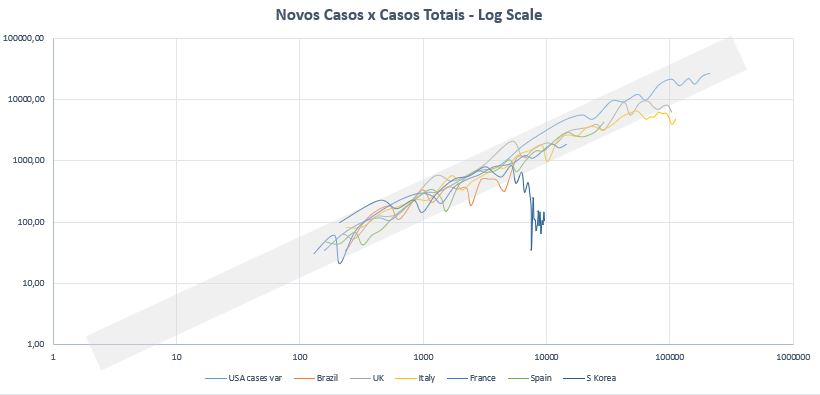 Novos Casos x Casos Totais - Log Scale
100000,00
10000,00
1000,00
100,00
10,00
1,00
1 10 100 1000 10000 100000 1000000
USA cases var Brazil UK Italy France Spain S Korea